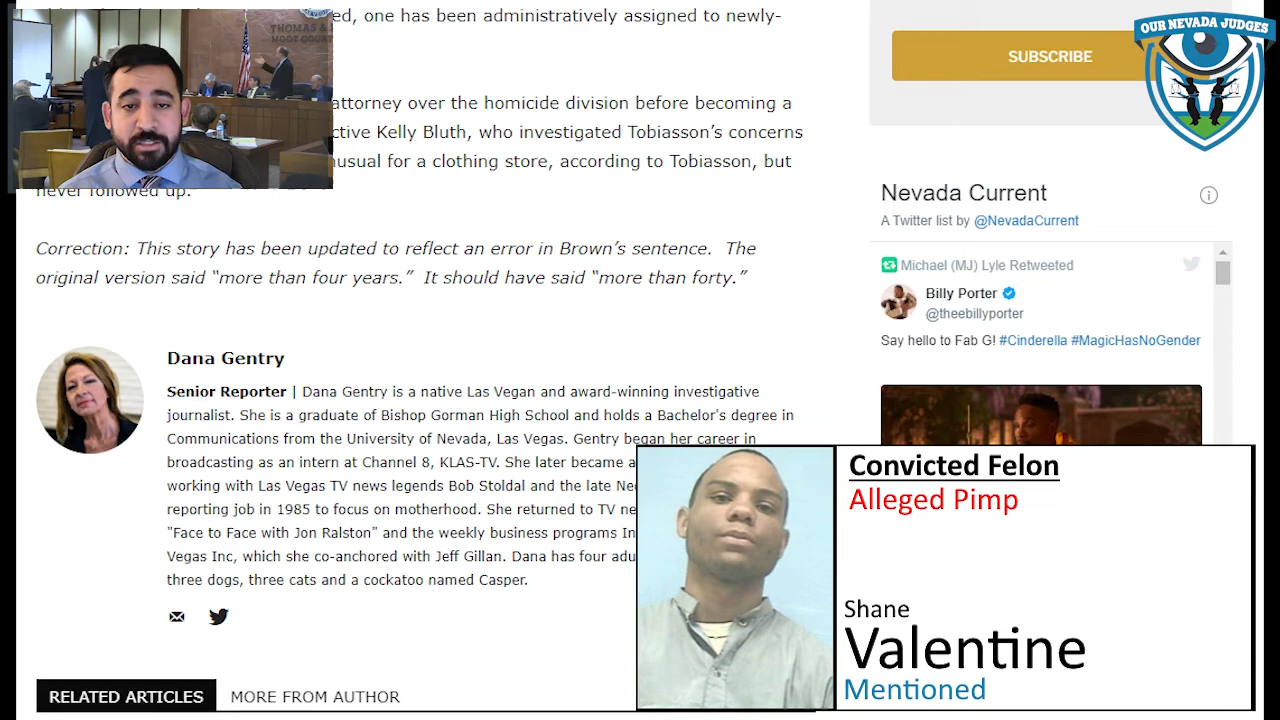 ed, one has been administratively assigned to newly-
attorney over the homicide division before becoming a
ctive Kelly Bluth, who investigated Tobiasson’s concerns
nusual for a clothing store, according to Tobiasson, but
never followed up.
Correction: This story has been updated to reflect an error in Brown’s sentence. The
original version said “more than four years.” It should have said “more than forty.”
Dana Gentry
Senior Reporter | Dana Gentry is a native Las Vegan and award-winning investigative
journalist. She is a graduate of Bishop Gorman High School and holds a Bachelor's degree in
Communications from the University of Nevada, Las Vegas. Gentry began her career in
broadcasting as an intern at Channel 8, KLAS-TV. She later became a
working with Las Vegas TV news legends Bob Stoldal and the late Ne
reporting job in 1985 to focus on motherhood. She returned to TV ne
"Face to Face with Jon Ralston" and the weekly business programs In
Vegas Inc, which she co-anchored with Jeff Gillan. Dana has four adu
three dogs, three cats and a cockatoo named Casper.
RELATED ARTICLES MORE FROM AUTHOR
THOMAS &
MOOT COURT
SUBSCRIBE
OUR NEVADA JUDGES
Nevada Current
A Twitter list by @NevadaCurrent
Michael (MJ) Lyle Retweeted
Billy Porter
@theebillyporter
Say hello to Fab G! #Cinderella #MagicHasNoGender
Convicted Felon
Alleged Pimp
Shane
Valentine
Mentioned